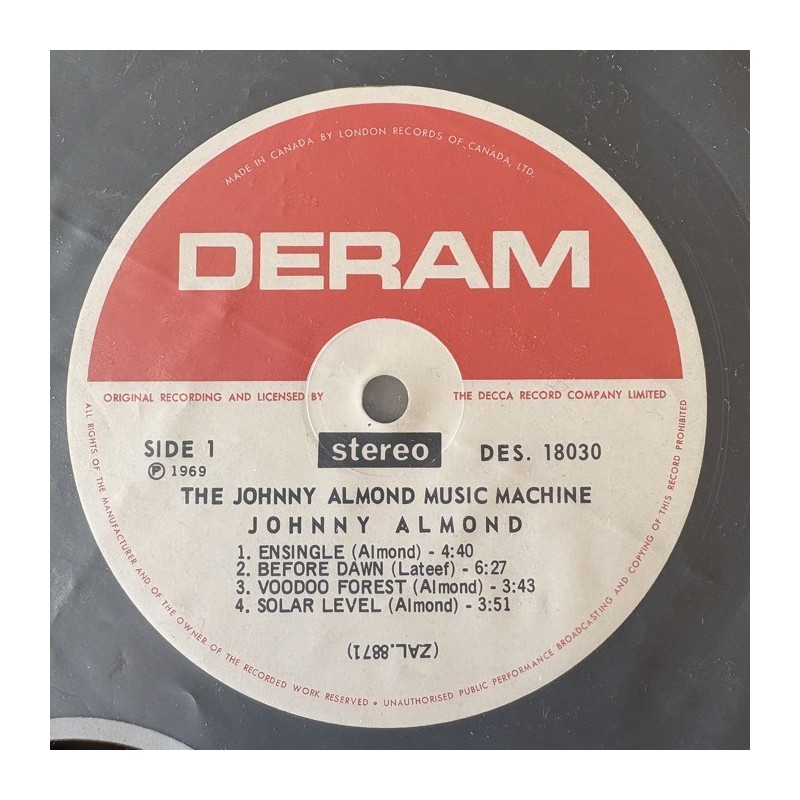 MADE IN CANADA BY LONDON RECORDS OF CANADA, LTD.
DERAM
ORIGINAL RECORDING AND LICENSED BY THE DECCA RECORD COMPANY LIMITED
SIDE 1 stereo DES. 18030
Ⓟ 1969
THE JOHNNY ALMOND MUSIC MACHINE
JOHNNY ALMOND
1. ENSINGLE (Almond) - 4:40
2. BEFORE DAWN (Lateef) - 6:27
3. VOODOO FOREST (Almond) - 3:43
4. SOLAR LEVEL (Almond) - 3:51
(ZAL.8871)
ALL RIGHTS OF THE MANUFACTURER AND OF THE OWNER OF THE RECORDED WORK RESERVED • UNAUTHORISED PUBLIC PERFORMANCE BROADCASTING AND COPYING OF THIS RECORD PROHIBITED